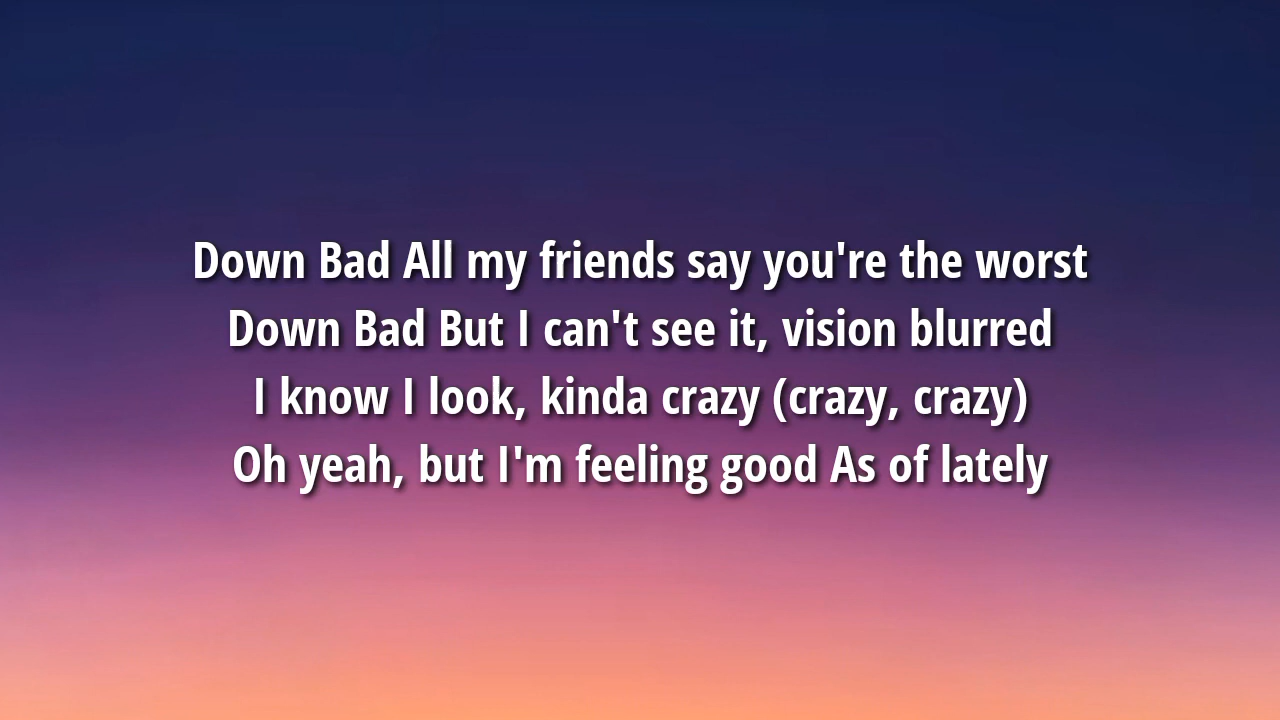 Down Bad All my friends say you're the worst
Down Bad But I can't see it, vision blurred
I know I look, kinda crazy (crazy, crazy)
Oh yeah, but I'm feeling good As of lately